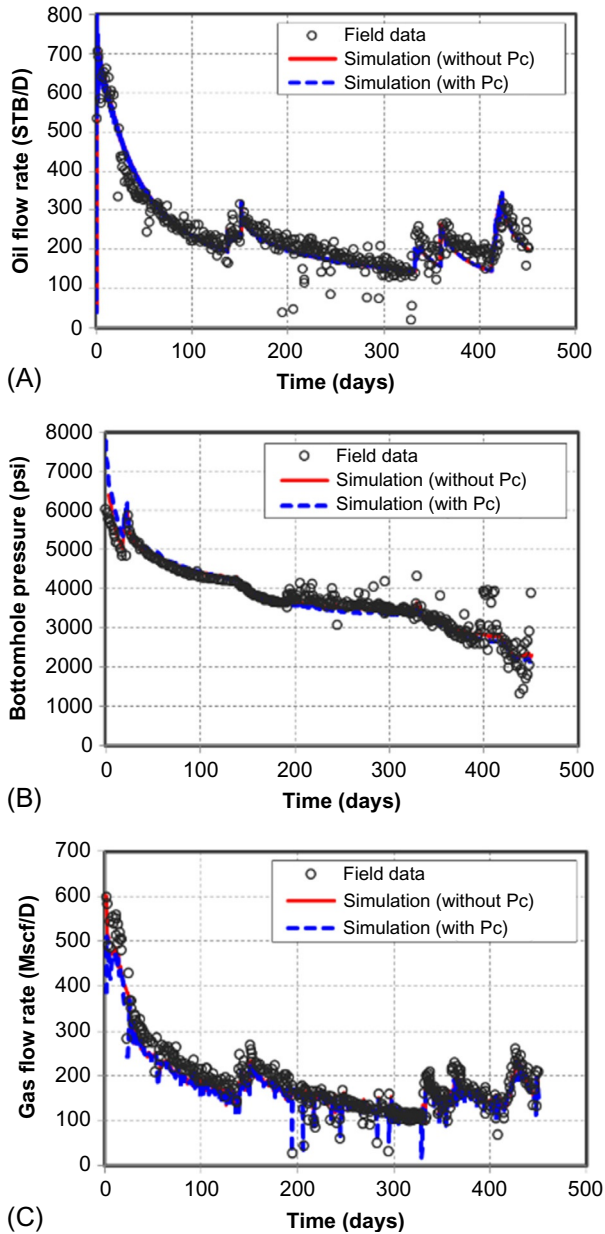 800
700
600
500
400
300
200
100
0
Oil flow rate (STB/D)
Field data
Simulation (without Pc)
Simulation (with Pc)
0 100 200 300 400 500
(A)
Time (days)
8000
7000
6000
5000
4000
3000
2000
1000
0
Bottomhole pressure (psi)
Field data
Simulation (without Pc)
Simulation (with Pc)
0 100 200 300 400 500
(B)
Time (days)
700
600
500
400
300
200
100
0
Gas flow rate (Mscf/D)
Field data
Simulation (without Pc)
Simulation (with Pc)
0 100 200 300 400 500
(C)
Time (days)